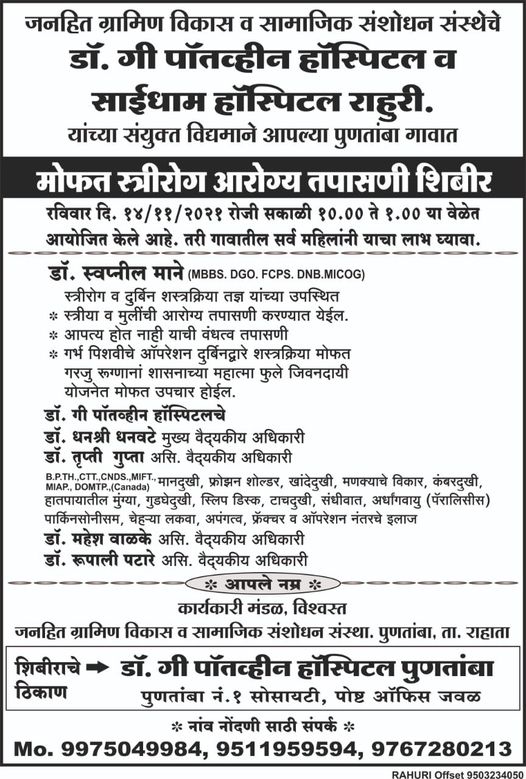 जनहित ग्रामिण विकास व सामाजिक संशोधन संस्थेचे
डॉ. गी पॉतव्हीन हॉस्पिटल व
साईधाम हॉस्पिटल राहुरी.
यांच्या संयुक्त विद्यमाने आपल्या पुणतांबा गावात
मोफत स्त्रीरोग आरोग्य तपासणी शिबीर
रविवार दि. १४/११/२०२१ रोजी सकाळी १०.०० ते १.०० या वेळेत
आयोजित केले आहे. तरी गावातील सर्व महिलांनी याचा लाभ घ्यावा.
डॉ. स्वप्नील माने (MBBS. DGO. FCPS. DNB.MICOG)
स्त्रीरोग व दुर्बिन शस्त्रक्रिया तज्ञ यांच्या उपस्थित
* स्त्रीया व मुलींची आरोग्य तपासणी करण्यात येईल.
* आपत्य होत नाही याची वंधत्व तपासणी
* गर्भ पिशवीचे ऑपरेशन दुर्बिनद्वारे शस्त्रक्रिया मोफत
गरजु रूग्णानां शासनाच्या महात्मा फुले जिवनदायी
योजनेत मोफत उपचार होईल.
डॉ. गी पॉतव्हीन हॉस्पिटलचे
डॉ. धनश्री धनवटे मुख्य वैद्यकीय अधिकारी
डॉ. तृप्ती गुप्ता असि. वैद्यकीय अधिकारी
B.P.TH.,CTT.,CNDS.,MIFT., MIAP., DOMTP.,(Canada) मानदुखी, फ्रोझन शोल्डर, खांदेदुखी, मणक्याचे विकार, कंबरदुखी,
हातपायातील मुंग्या, गुडघेदुखी, स्लिप डिस्क, टाचदुखी, संधीवात, अर्धांगवायु (पॅरालिसीस)
पार्किनसोनीसम, चेहऱ्या लकवा, अपंगत्व, फ्रॅक्चर व ऑपरेशन नंतरचे इलाज
डॉ. महेश वाळके असि. वैद्यकीय अधिकारी
डॉ. रूपाली पटारे असि. वैद्यकीय अधिकारी
* आपले नम्र *
कार्यकारी मंडळ, विश्वस्त
जनहित ग्रामिण विकास व सामाजिक संशोधन संस्था. पुणतांबा, ता. राहाता
शिबीराचे ➡ डॉ. गी पॉतव्हीन हॉस्पिटल पुणतांबा
ठिकाण पुणतांबा नं.१ सोसायटी, पोष्ट ऑफिस जवळ
* नांव नोंदणी साठी संपर्क *
Mo. 9975049984, 9511959594, 9767280213
RAHURI Offset 9503234050